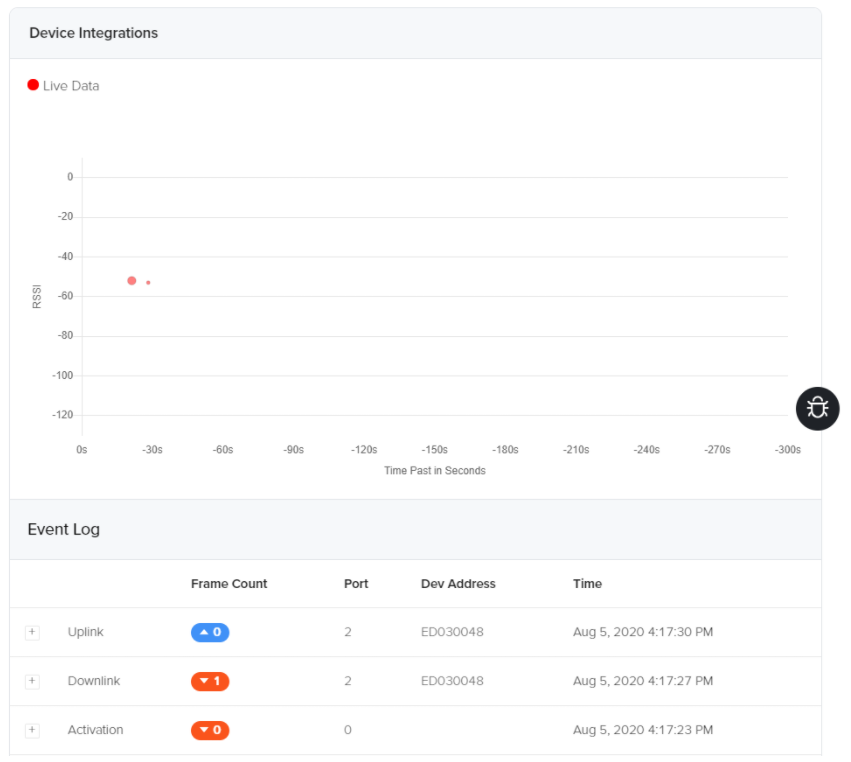 Device Integrations
Live Data
0
-20
-40
RSSI
-60
-80
-100
-120
0s -30s -60s -90s -120s -150s -180s -210s -240s -270s -300s
Time Past in Seconds
Event Log
Frame Count Port Dev Address Time
+ Uplink ▲ 0 2 ED030048 Aug 5, 2020 4:17:30 PM
+ Downlink ▼ 1 2 ED030048 Aug 5, 2020 4:17:27 PM
+ Activation ▼ 0 0 Aug 5, 2020 4:17:23 PM